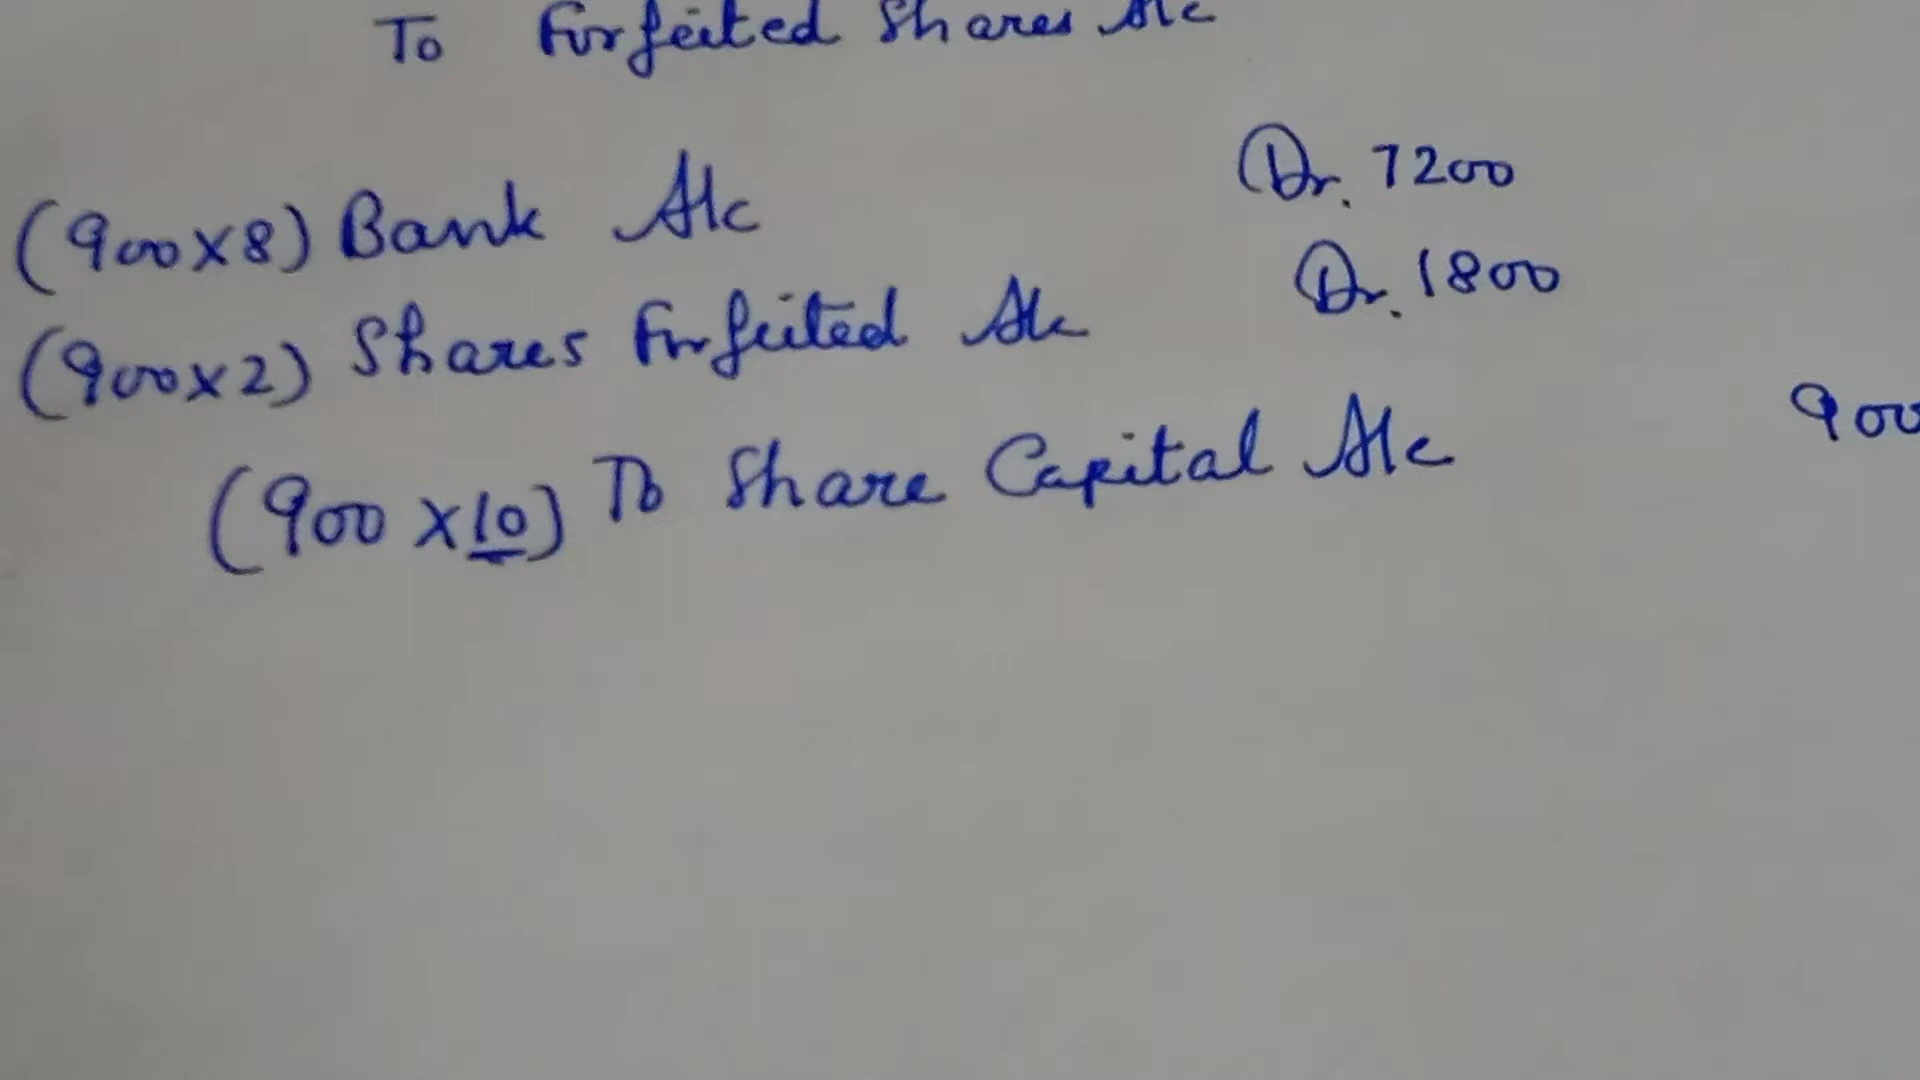 To Forfeited Shares A/c
(900x8) Bank A/c Dr. 7200
(900x2) Shares Forfeited A/c Dr. 1800
(900 x10) To Share Capital A/c 900